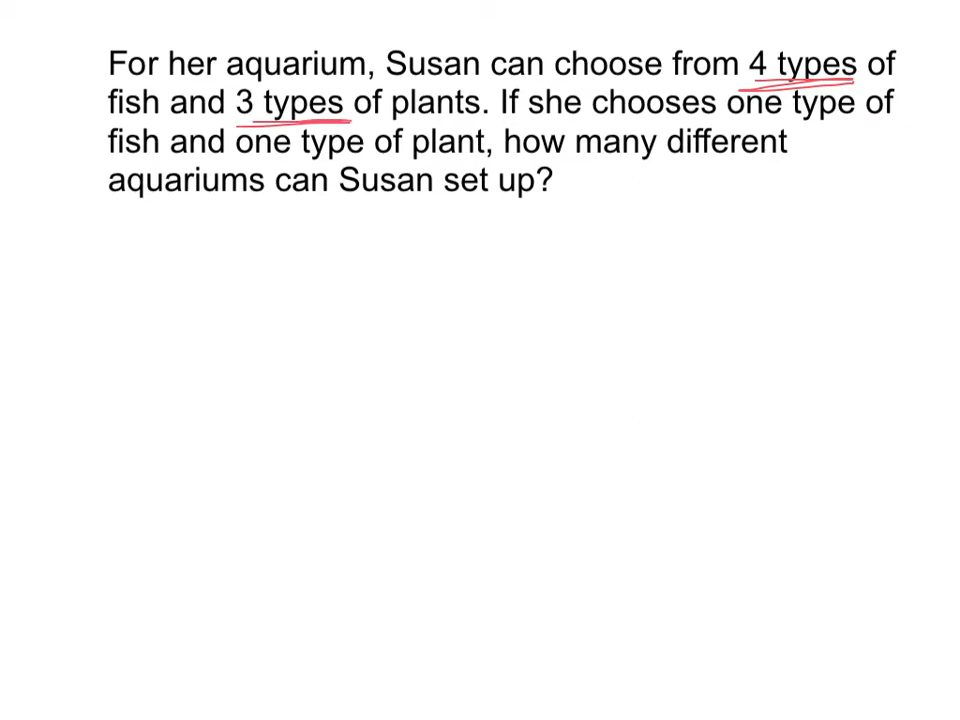 For her aquarium, Susan can choose from 4 types of
fish and 3 types of plants. If she chooses one type of
fish and one type of plant, how many different
aquariums can Susan set up?